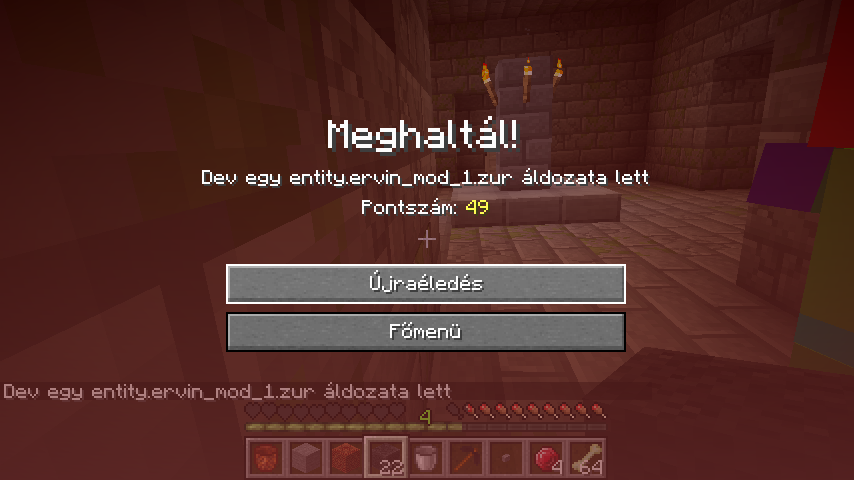 Meghaltál!
Dev egy entity.ervin_mod_1.zur áldozata lett
Pontszám: 49
Újraéledés
Főmenü
Dev egy entity.ervin_mod_1.zur áldozata lett
4
22
4
64